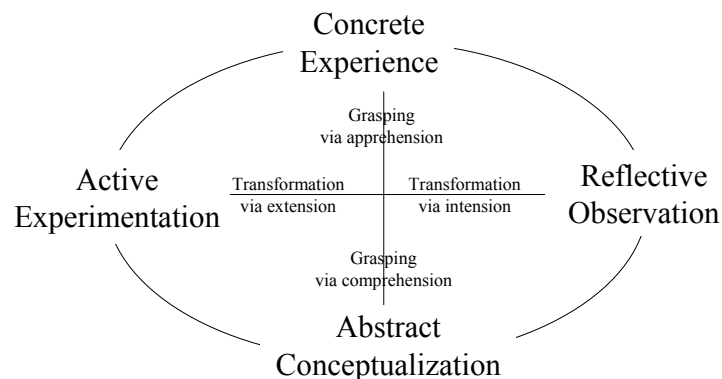 Concrete
Experience
Grasping
via apprehension
Active
Experimentation
Transformation
via extension
Transformation
via intension
Reflective
Observation
Grasping
via comprehension
Abstract
Conceptualization